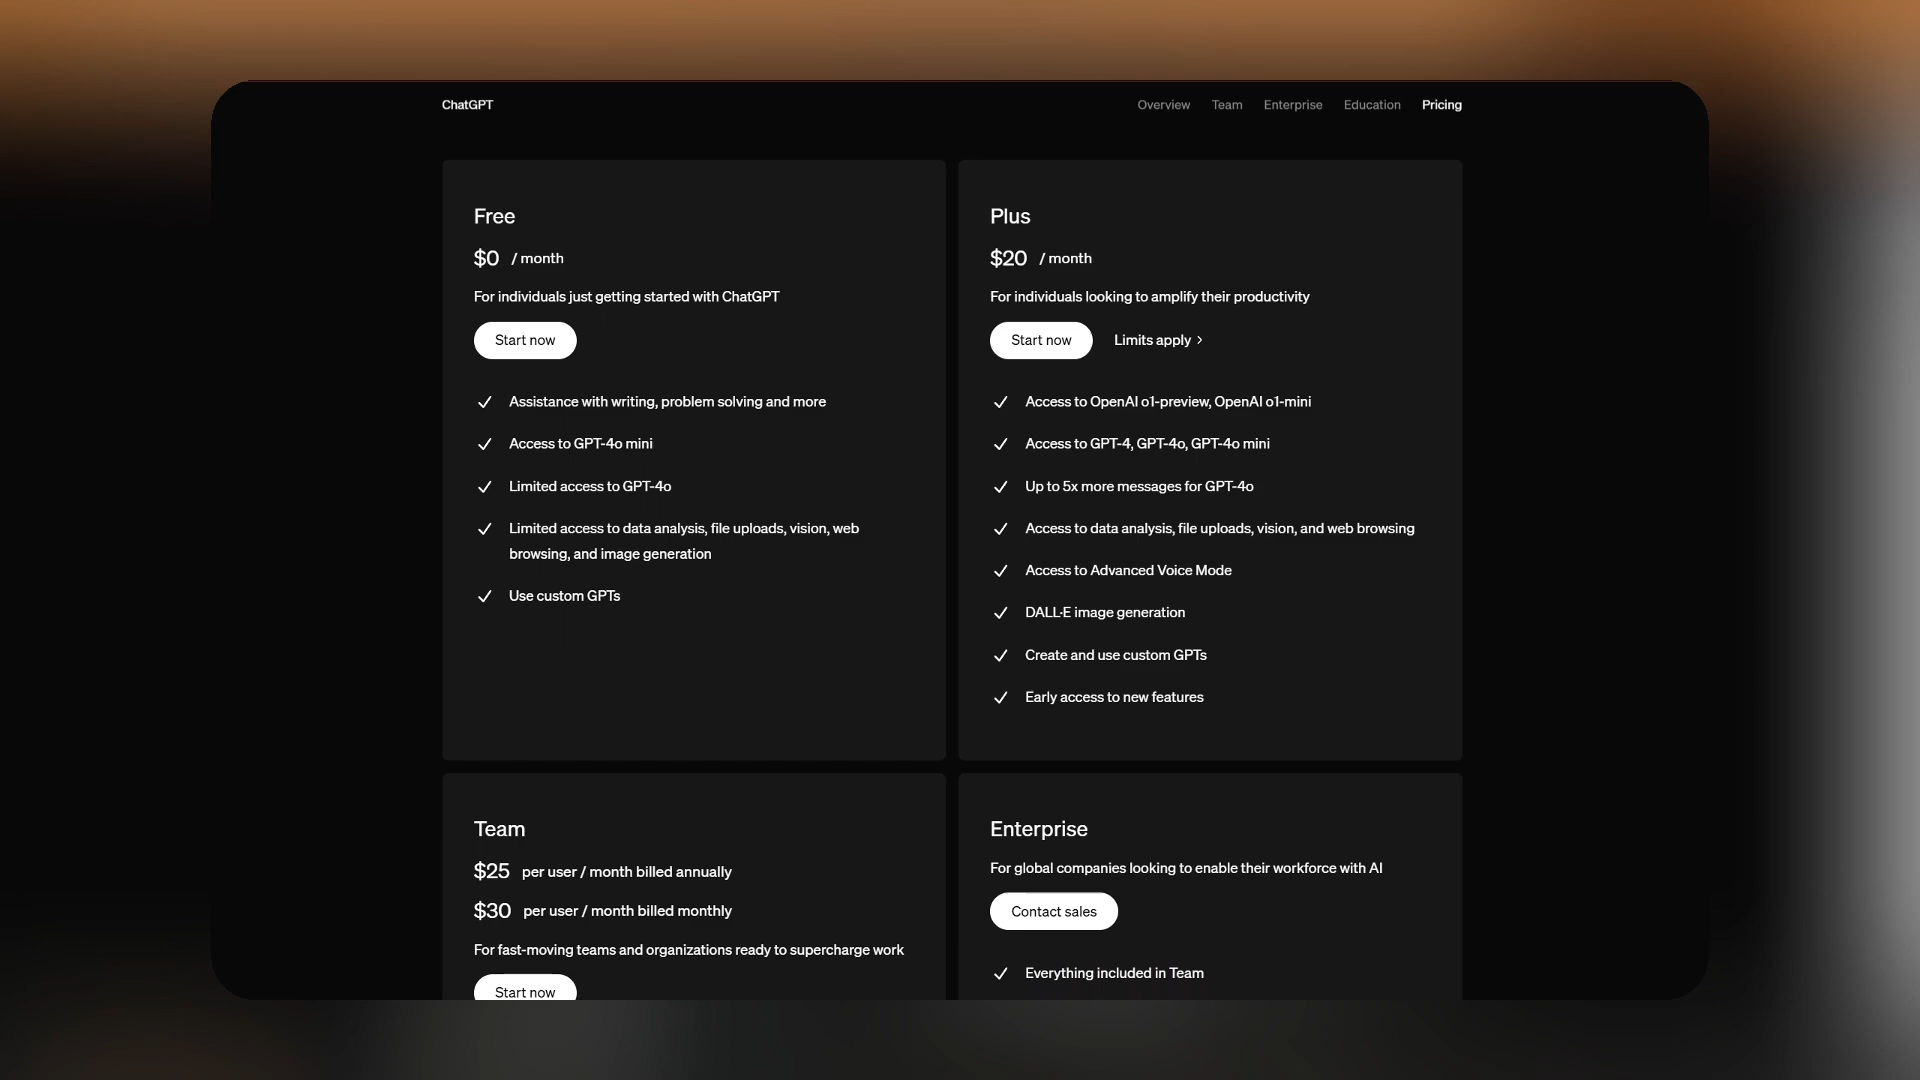 ChatGPT
Overview Team Enterprise Education Pricing
Free
$0 / month
For individuals just getting started with ChatGPT
Start now
Assistance with writing, problem solving and more
Access to GPT-4o mini
Limited access to GPT-4o
Limited access to data analysis, file uploads, vision, web
browsing, and image generation
Use custom GPTs
Plus
$20 / month
For individuals looking to amplify their productivity
Start now Limits apply >
Access to OpenAI o1-preview, OpenAI o1-mini
Access to GPT-4, GPT-4o, GPT-4o mini
Up to 5x more messages for GPT-4o
Access to data analysis, file uploads, vision, and web browsing
Access to Advanced Voice Mode
DALL·E image generation
Create and use custom GPTs
Early access to new features
Team
$25 per user / month billed annually
$30 per user / month billed monthly
For fast-moving teams and organizations ready to supercharge work
Start now
Enterprise
For global companies looking to enable their workforce with AI
Contact sales
Everything included in Team